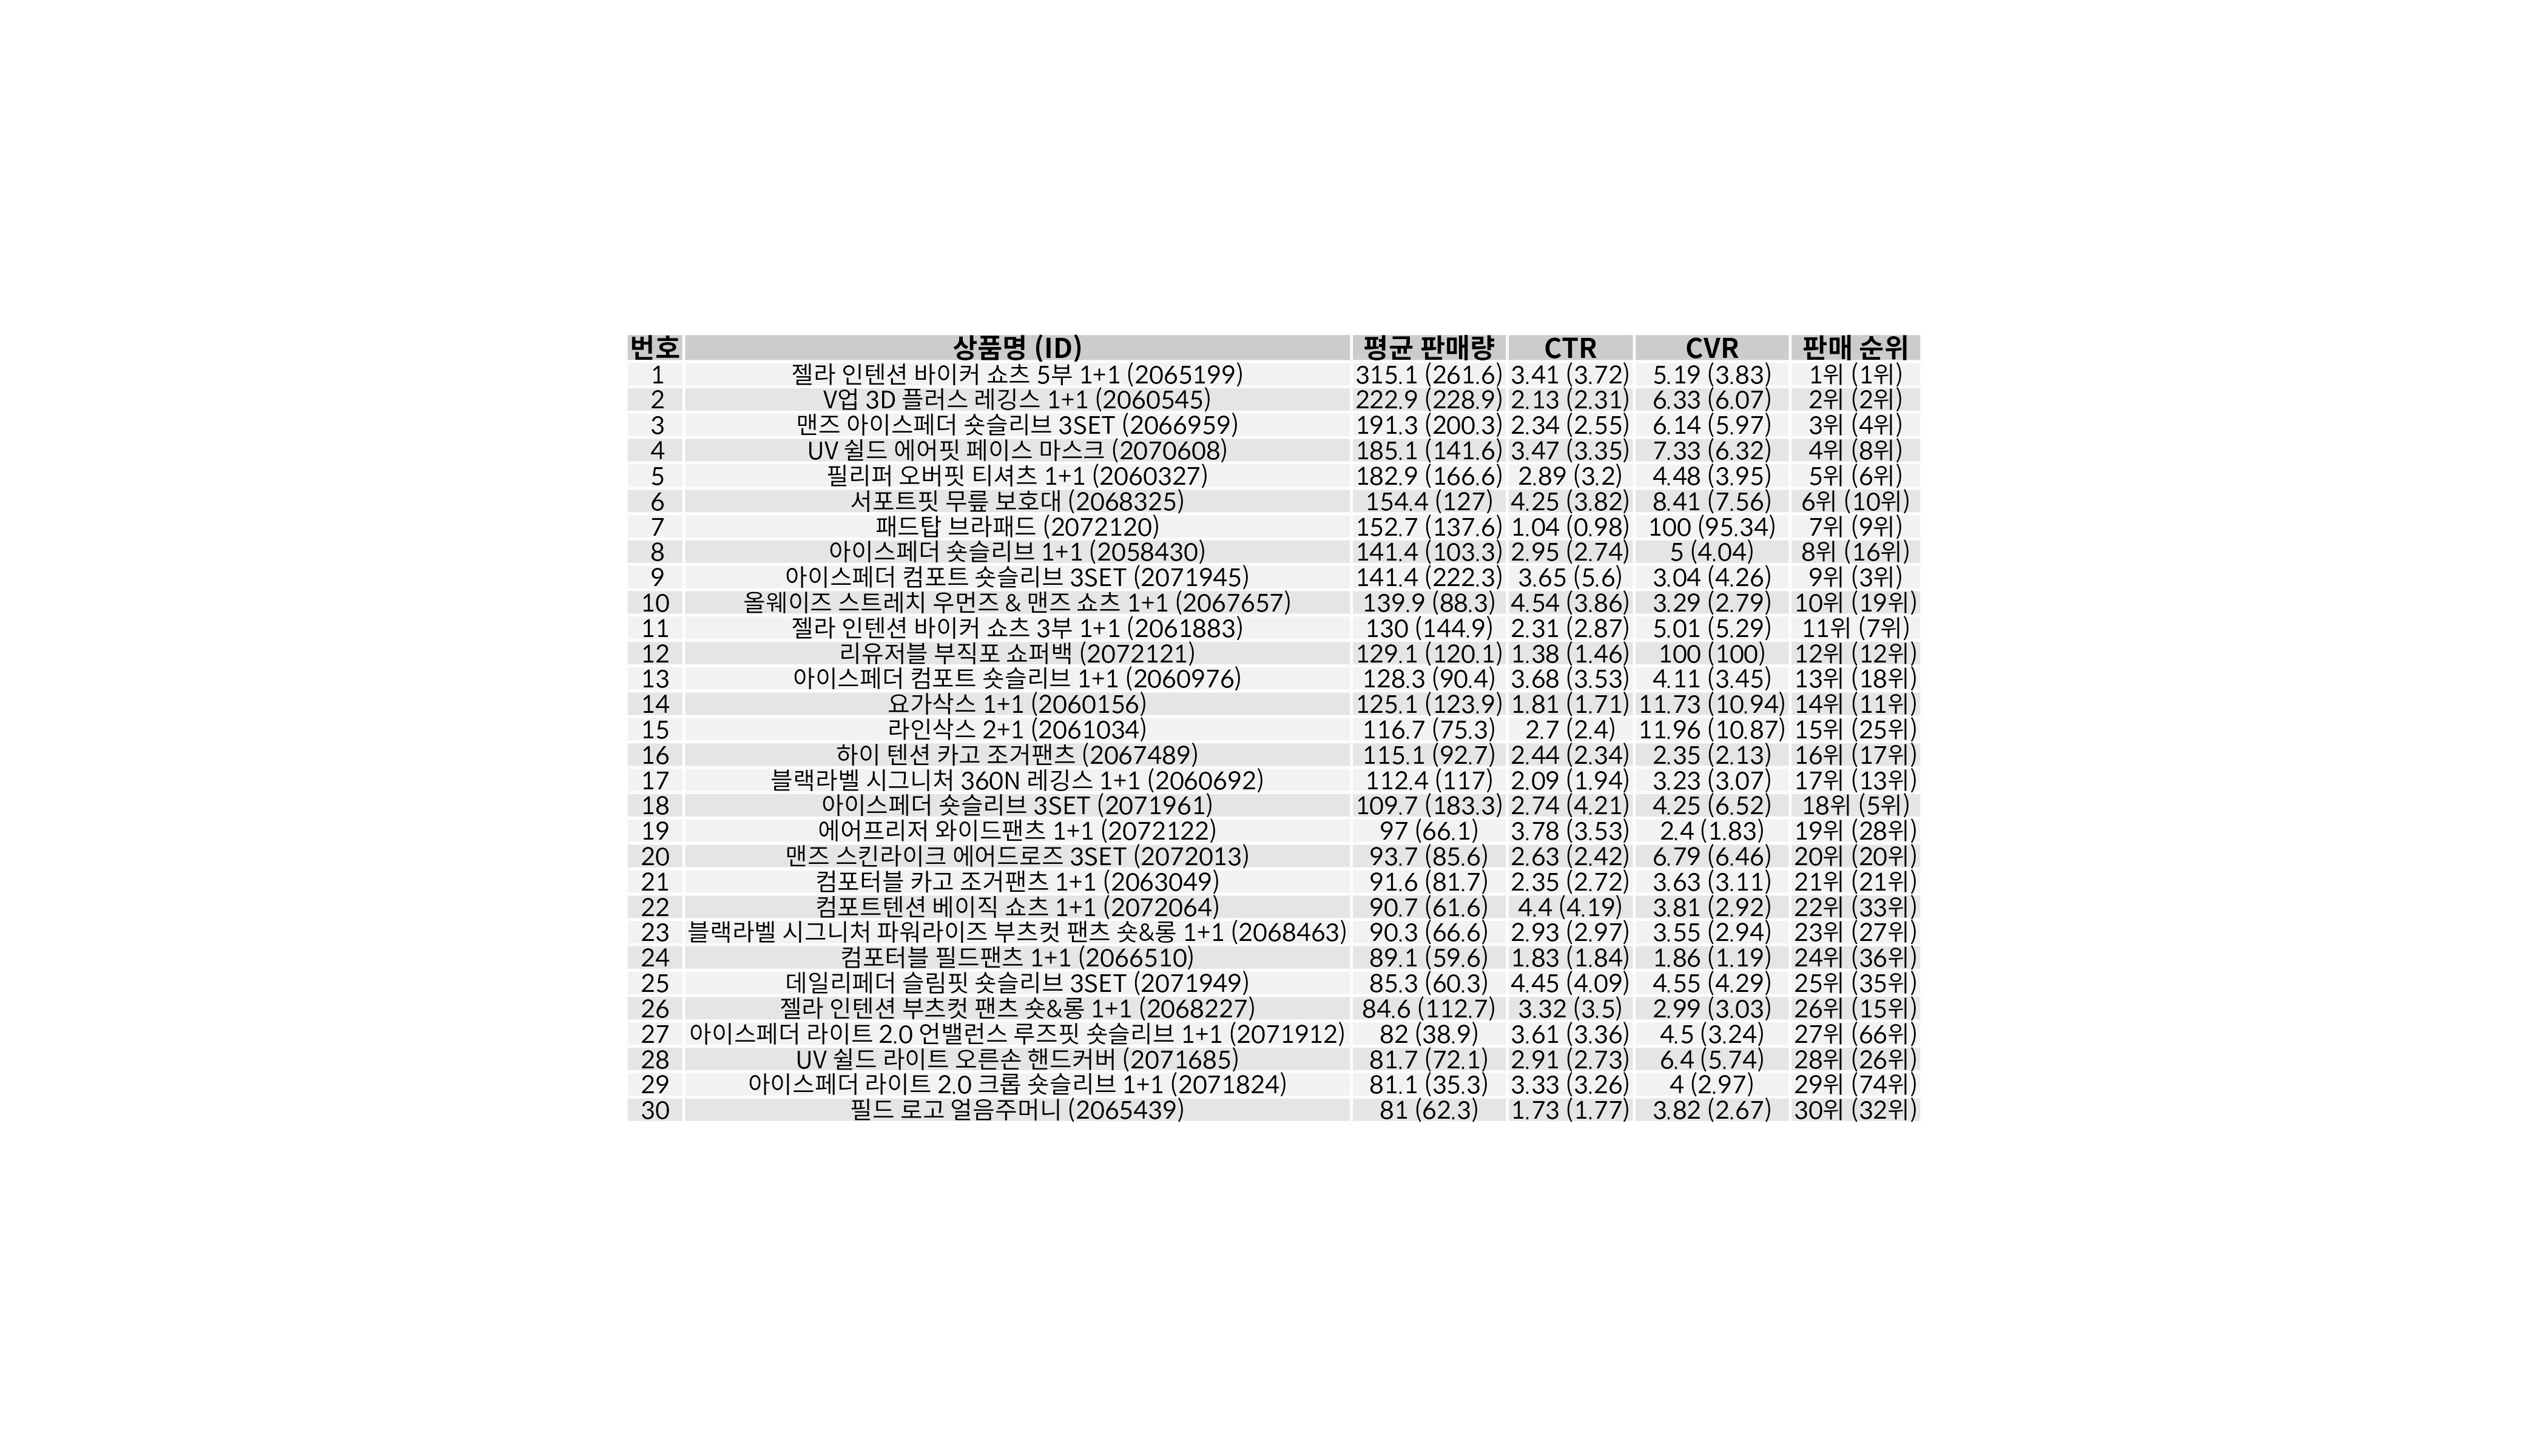 번호 상품명 (ID) 평균 판매량 CTR CVR 판매 순위
1 젤라 인텐션 바이커 쇼츠 5부 1+1 (2065199) 315.1 (261.6) 3.41 (3.72) 5.19 (3.83) 1위 (1위)
2 V업 3D 플러스 레깅스 1+1 (2060545) 222.9 (228.9) 2.13 (2.31) 6.33 (6.07) 2위 (2위)
3 맨즈 아이스페더 숏슬리브 3SET (2066959) 191.3 (200.3) 2.34 (2.55) 6.14 (5.97) 3위 (4위)
4 UV 쉴드 에어핏 페이스 마스크 (2070608) 185.1 (141.6) 3.47 (3.35) 7.33 (6.32) 4위 (8위)
5 필리퍼 오버핏 티셔츠 1+1 (2060327) 182.9 (166.6) 2.89 (3.2) 4.48 (3.95) 5위 (6위)
6 서포트핏 무릎 보호대 (2068325) 154.4 (127) 4.25 (3.82) 8.41 (7.56) 6위 (10위)
7 패드탑 브라패드 (2072120) 152.7 (137.6) 1.04 (0.98) 100 (95.34) 7위 (9위)
8 아이스페더 숏슬리브 1+1 (2058430) 141.4 (103.3) 2.95 (2.74) 5 (4.04) 8위 (16위)
9 아이스페더 컴포트 숏슬리브 3SET (2071945) 141.4 (222.3) 3.65 (5.6) 3.04 (4.26) 9위 (3위)
10 올웨이즈 스트레치 우먼즈 & 맨즈 쇼츠 1+1 (2067657) 139.9 (88.3) 4.54 (3.86) 3.29 (2.79) 10위 (19위)
11 젤라 인텐션 바이커 쇼츠 3부 1+1 (2061883) 130 (144.9) 2.31 (2.87) 5.01 (5.29) 11위 (7위)
12 리유저블 부직포 쇼퍼백 (2072121) 129.1 (120.1) 1.38 (1.46) 100 (100) 12위 (12위)
13 아이스페더 컴포트 숏슬리브 1+1 (2060976) 128.3 (90.4) 3.68 (3.53) 4.11 (3.45) 13위 (18위)
14 요가삭스 1+1 (2060156) 125.1 (123.9) 1.81 (1.71) 11.73 (10.94) 14위 (11위)
15 라인삭스 2+1 (2061034) 116.7 (75.3) 2.7 (2.4) 11.96 (10.87) 15위 (25위)
16 하이 텐션 카고 조거팬츠 (2067489) 115.1 (92.7) 2.44 (2.34) 2.35 (2.13) 16위 (17위)
17 블랙라벨 시그니처 360N 레깅스 1+1 (2060692) 112.4 (117) 2.09 (1.94) 3.23 (3.07) 17위 (13위)
18 아이스페더 숏슬리브 3SET (2071961) 109.7 (183.3) 2.74 (4.21) 4.25 (6.52) 18위 (5위)
19 에어프리저 와이드팬츠 1+1 (2072122) 97 (66.1) 3.78 (3.53) 2.4 (1.83) 19위 (28위)
20 맨즈 스킨라이크 에어드로즈 3SET (2072013) 93.7 (85.6) 2.63 (2.42) 6.79 (6.46) 20위 (20위)
21 컴포터블 카고 조거팬츠 1+1 (2063049) 91.6 (81.7) 2.35 (2.72) 3.63 (3.11) 21위 (21위)
22 컴포트텐션 베이직 쇼츠 1+1 (2072064) 90.7 (61.6) 4.4 (4.19) 3.81 (2.92) 22위 (33위)
23 블랙라벨 시그니처 파워라이즈 부츠컷 팬츠 숏&롱 1+1 (2068463) 90.3 (66.6) 2.93 (2.97) 3.55 (2.94) 23위 (27위)
24 컴포터블 필드팬츠 1+1 (2066510) 89.1 (59.6) 1.83 (1.84) 1.86 (1.19) 24위 (36위)
25 데일리페더 슬림핏 숏슬리브 3SET (2071949) 85.3 (60.3) 4.45 (4.09) 4.55 (4.29) 25위 (35위)
26 젤라 인텐션 부츠컷 팬츠 숏&롱 1+1 (2068227) 84.6 (112.7) 3.32 (3.5) 2.99 (3.03) 26위 (15위)
27 아이스페더 라이트 2.0 언밸런스 루즈핏 숏슬리브 1+1 (2071912) 82 (38.9) 3.61 (3.36) 4.5 (3.24) 27위 (66위)
28 UV 쉴드 라이트 오른손 핸드커버 (2071685) 81.7 (72.1) 2.91 (2.73) 6.4 (5.74) 28위 (26위)
29 아이스페더 라이트 2.0 크롭 숏슬리브 1+1 (2071824) 81.1 (35.3) 3.33 (3.26) 4 (2.97) 29위 (74위)
30 필드 로고 얼음주머니 (2065439) 81 (62.3) 1.73 (1.77) 3.82 (2.67) 30위 (32위)